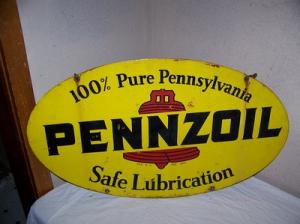 100% Pure Pennsylvania
PENNZOIL
Safe Lubrication